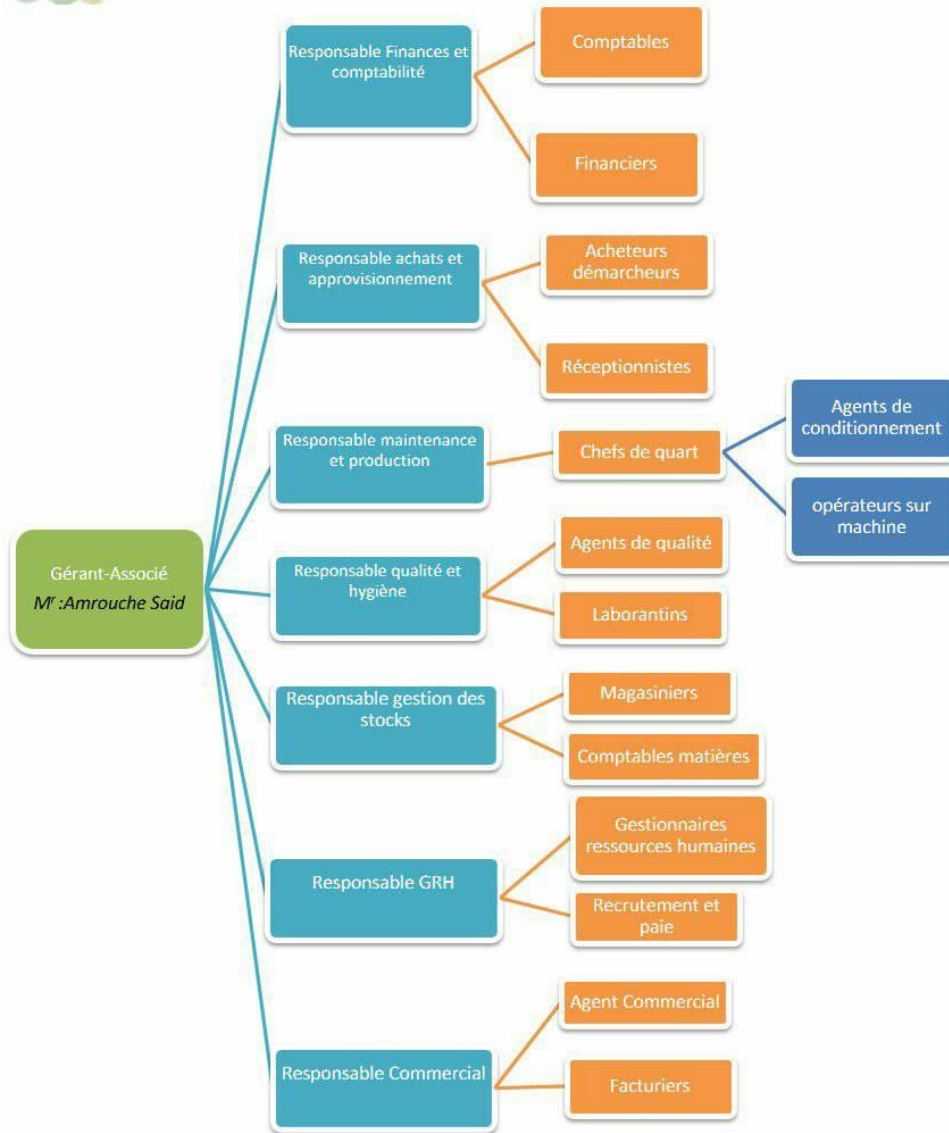 Responsable Finances et
comptabilité
Comptables
Financiers
Responsable achats et
approvisionnement
Acheteurs
démarcheurs
Réceptionnistes
Responsable maintenance
et production
Chefs de quart
Agents de
conditionnement
opérateurs sur
machine
Gérant-Associé
Mr :Amrouche Said
Responsable qualité et
hygiène
Agents de qualité
Laborantins
Responsable gestion des
stocks
Magasiniers
Comptables matières
Responsable GRH
Gestionnaires
ressources humaines
Recrutement et
paie
Responsable Commercial
Agent Commercial
Facturiers